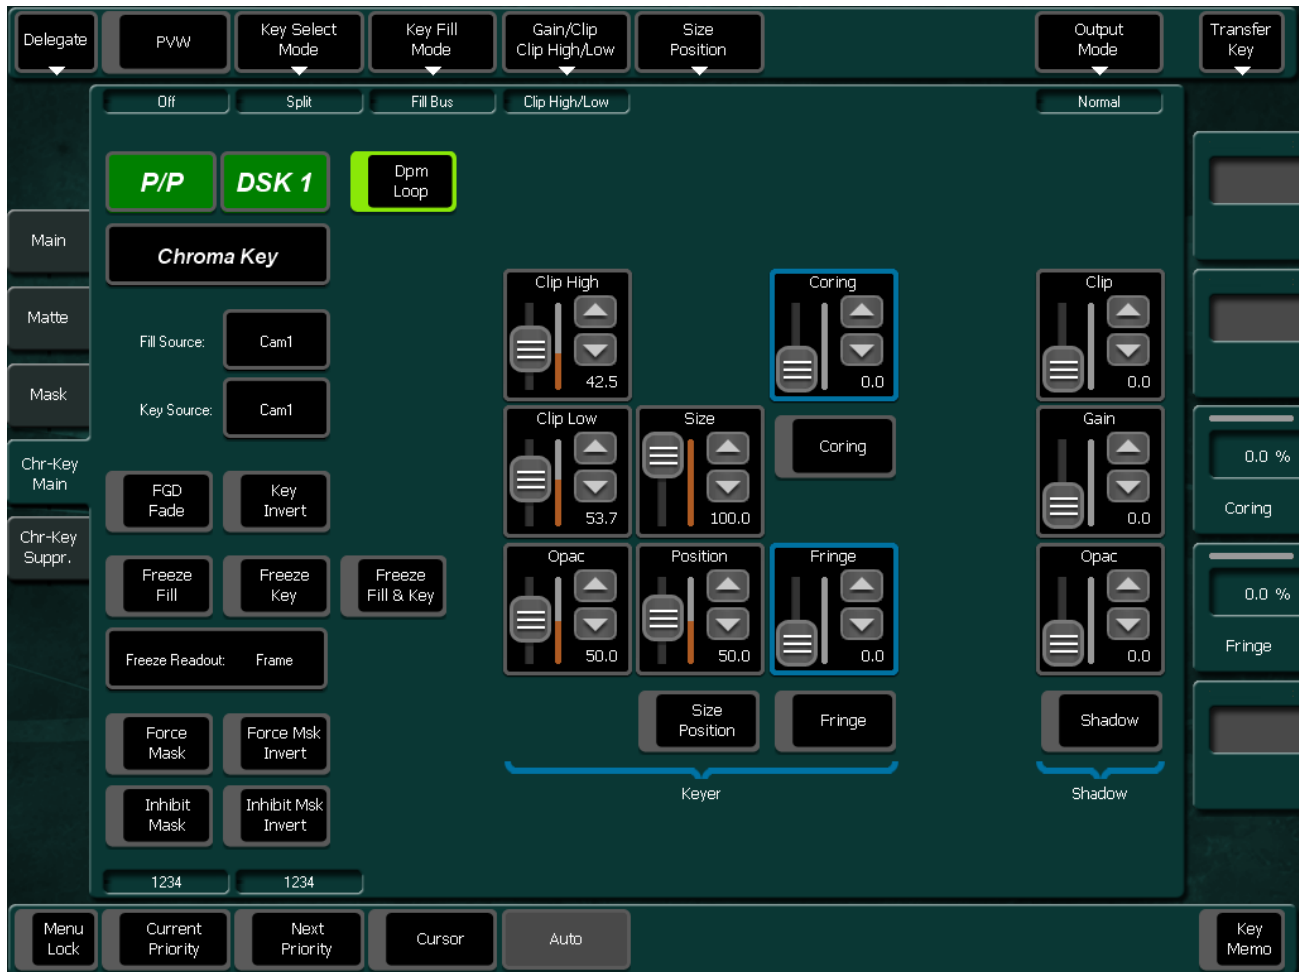 Delegate
PVW
Key Select
Mode
Key Fill
Mode
Gain/Clip
Clip High/Low
Size
Position
Output
Mode
Transfer
Key
Off
Split
Fill Bus
Clip High/Low
Normal
P/P
DSK 1
Dpm
Loop
Main
Matte
Mask
Chr-Key
Main
Chr-Key
Suppr.
Chroma Key
Fill Source:
Cam1
Key Source:
Cam1
FGD
Fade
Key
Invert
Freeze
Fill
Freeze
Key
Freeze
Fill & Key
Freeze Readout:
Frame
Force
Mask
Force Msk
Invert
Inhibit
Mask
Inhibit Msk
Invert
1234
1234
Clip High
42.5
Coring
0.0
Clip Low
53.7
Size
100.0
Coring
Opac
50.0
Position
50.0
Fringe
0.0
Size
Position
Fringe
Keyer
Clip
0.0
Gain
0.0
Opac
0.0
Shadow
Shadow
0.0 %
Coring
0.0 %
Fringe
Menu
Lock
Current
Priority
Next
Priority
Cursor
Auto
Key
Memo